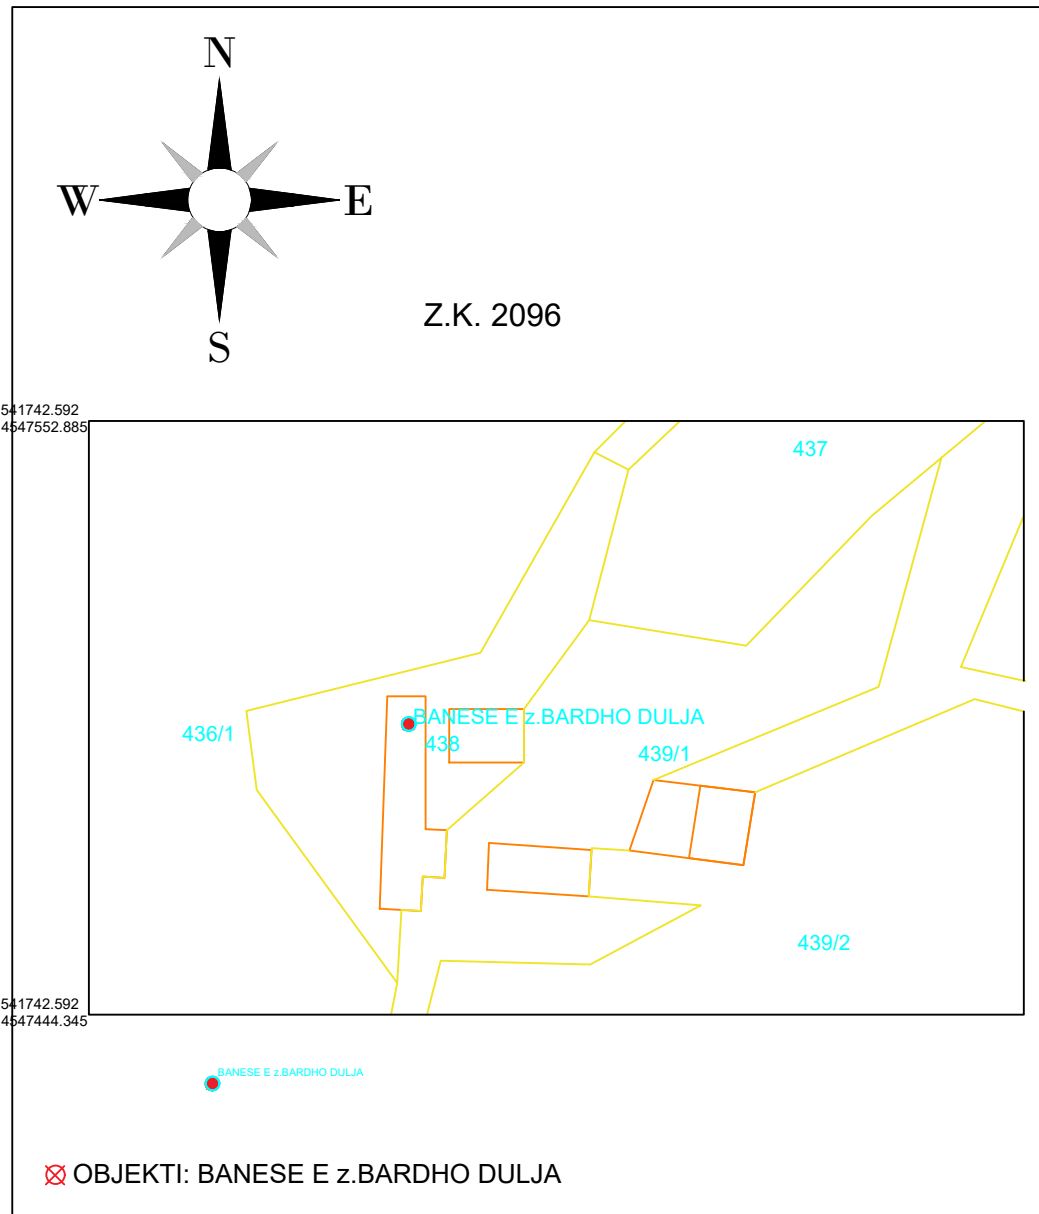 N
W E
S
Z.K. 2096
541742.592
4547552.885
437
BANESE E z.BARDHO DULJA
436/1
438
439/1
439/2
541742.592
4547444.345
BANESE E z.BARDHO DULJA
OBJEKTI: BANESE E z.BARDHO DULJA